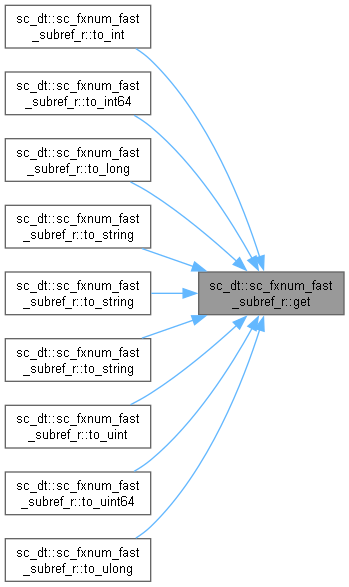 sc_dt::sc_fxnum_fast
_subref_r::to_int
sc_dt::sc_fxnum_fast
_subref_r::to_int64
sc_dt::sc_fxnum_fast
_subref_r::to_long
sc_dt::sc_fxnum_fast
_subref_r::to_string
sc_dt::sc_fxnum_fast
_subref_r::to_string
sc_dt::sc_fxnum_fast
_subref_r::get
sc_dt::sc_fxnum_fast
_subref_r::to_string
sc_dt::sc_fxnum_fast
_subref_r::to_uint
sc_dt::sc_fxnum_fast
_subref_r::to_uint64
sc_dt::sc_fxnum_fast
_subref_r::to_ulong